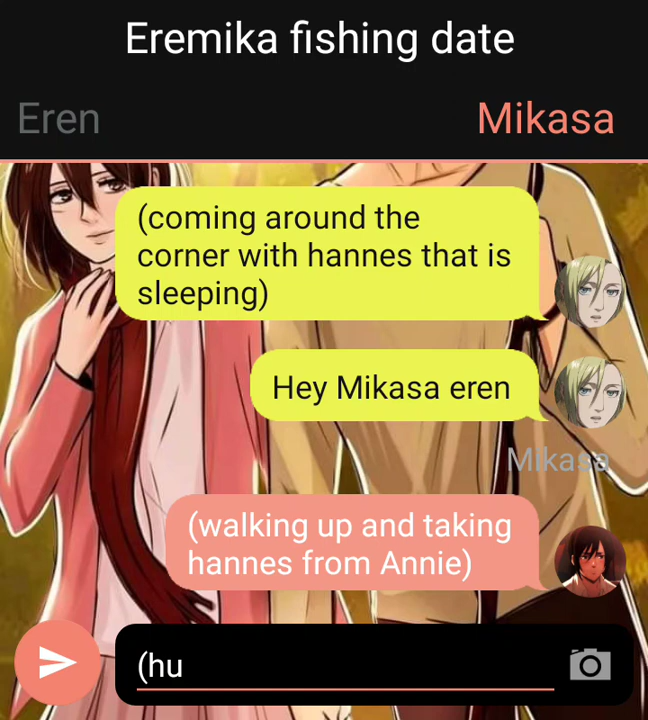 Eremika fishing date
Eren
Mikasa
(coming around the
corner with hannes that is
sleeping)
Hey Mikasa eren
Mikasa
(walking up and taking
hannes from Annie)
(hu